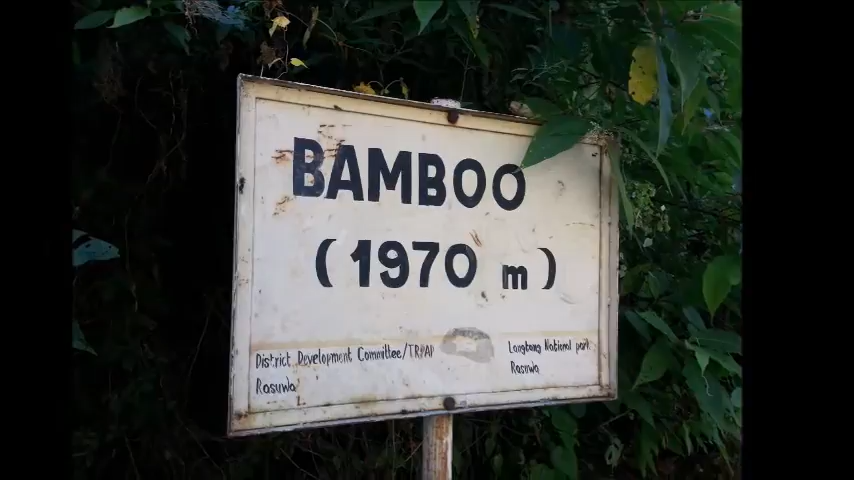 BAMBOO
(1970 m)
District Development Committee/TRPAP
Rasuwa
Langtang National park
Rasuwa